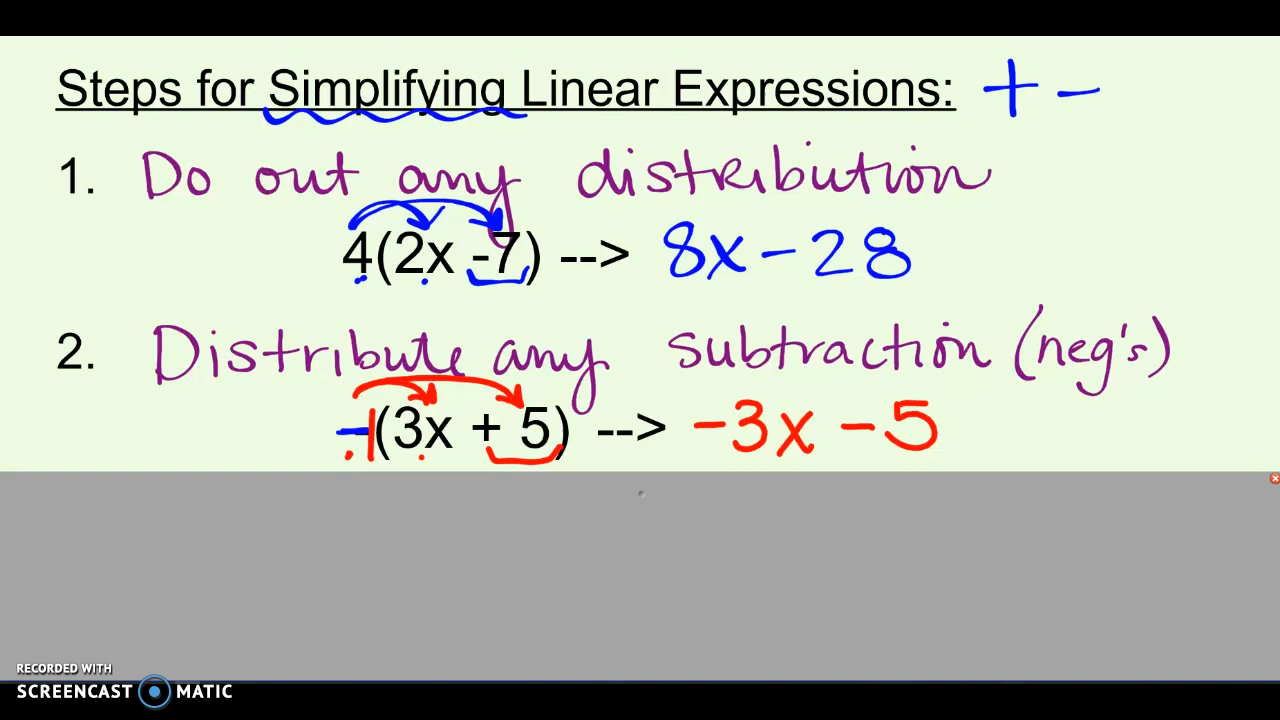 Steps for Simplifying Linear Expressions: + -
1. Do out any distribution
4(2x -7) --> 8x - 28
2. Distribute any subtraction (neg's)
-1(3x + 5) --> -3x - 5
RECORDED WITH
SCREENCAST MATIC